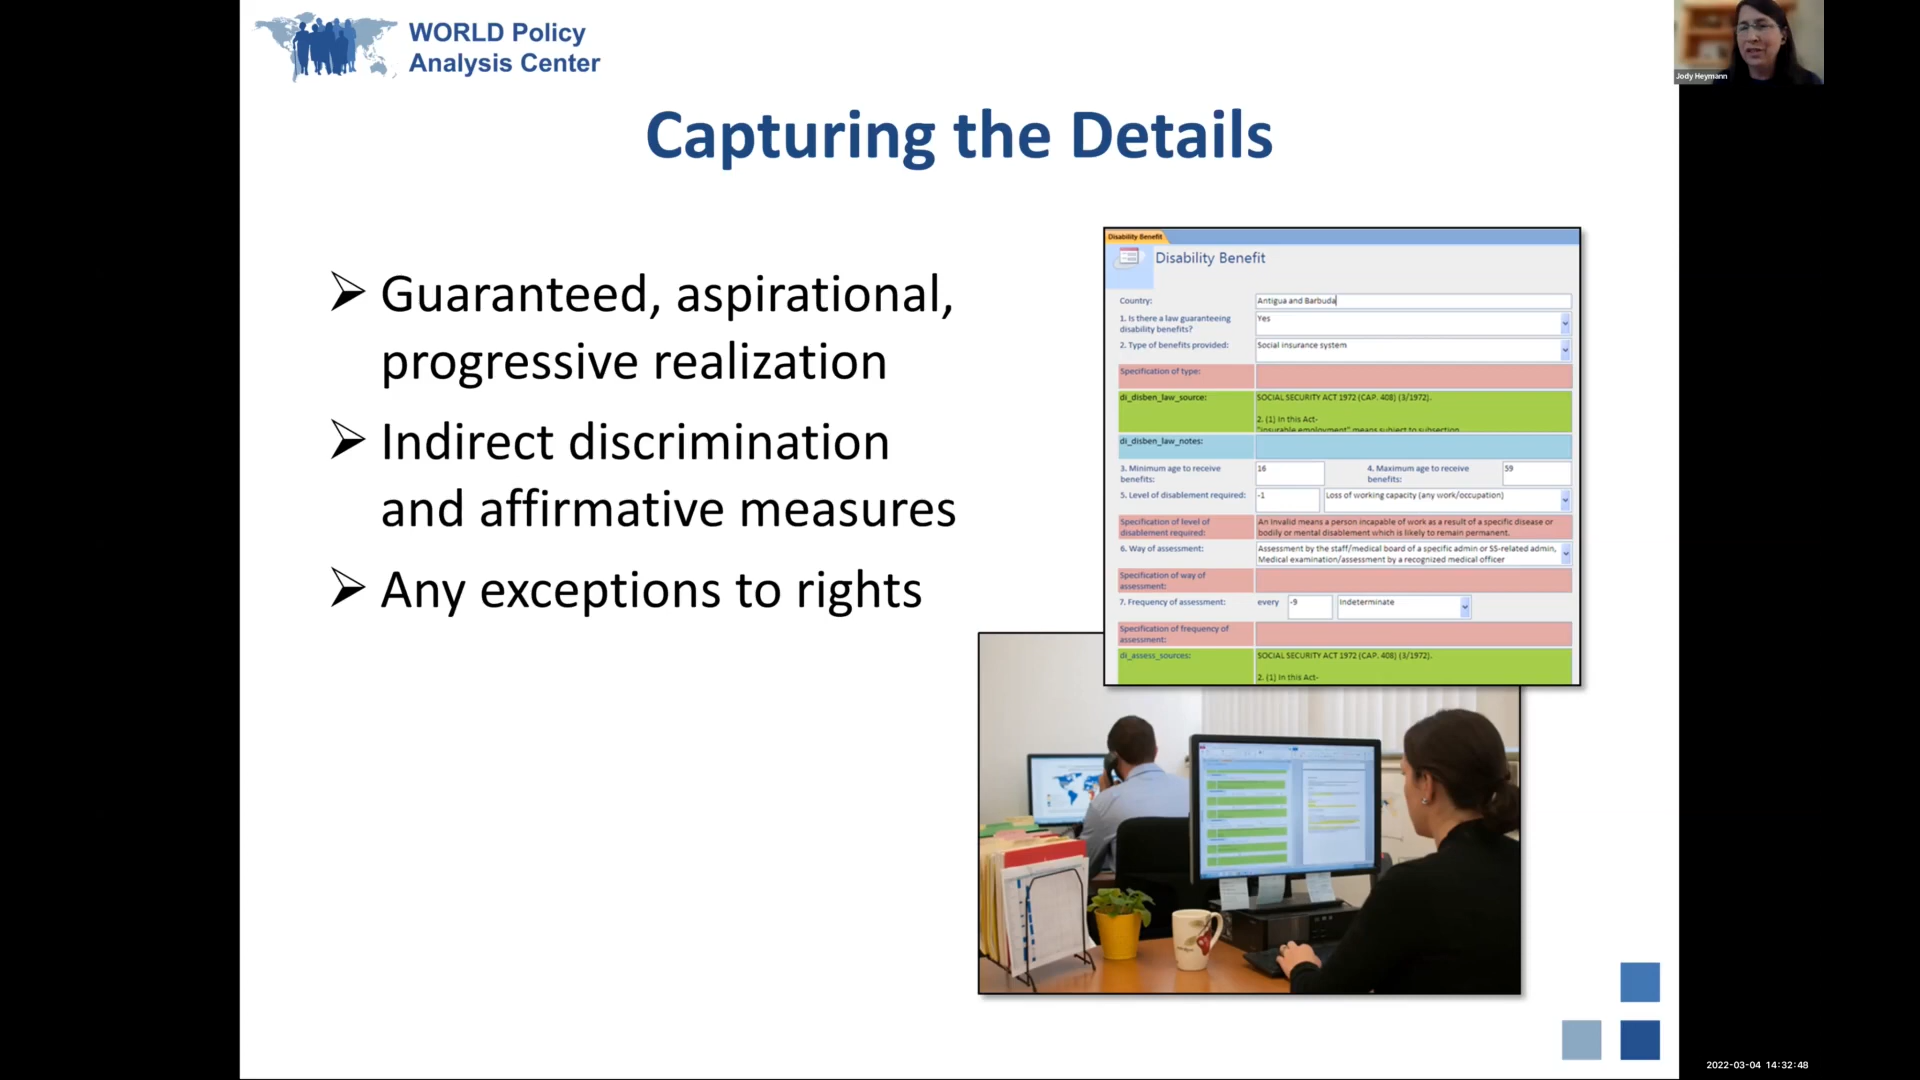 WORLD Policy
Analysis Center
Jody Heymann
Capturing the Details
Guaranteed, aspirational,
progressive realization
Indirect discrimination
and affirmative measures
Any exceptions to rights
Disability Benefit
Disability Benefit
Country: Antigua and Barbuda
1. Is there a law guaranteeing disability benefits? Yes
2. Type of benefits provided: Social insurance system
Specification of type:
di_disben_law_source: SOCIAL SECURITY ACT 1972 (CAP. 408) (3/1972).
2. (1) In this Act-
"insurable employment" means subject to subsection
di_disben_law_notes:
3. Minimum age to receive benefits: 16 4. Maximum age to receive benefits: 59
5. Level of disablement required: -1 Loss of working capacity (any work/occupation)
Specification of level of disablement required: An invalid means a person incapable of work as a result of a specific disease or
bodily or mental disablement which is likely to remain permanent.
6. Way of assessment: Assessment by the staff/medical board of a specific admin or SS-related admin,
Medical examination/assessment by a recognized medical officer
Specification of way of assessment:
7. Frequency of assessment: every -9 Indeterminate
Specification of frequency of assessment:
di_assess_sources: SOCIAL SECURITY ACT 1972 (CAP. 408) (3/1972).
2. (1) In this Act-
2022-03-04 14:32:48